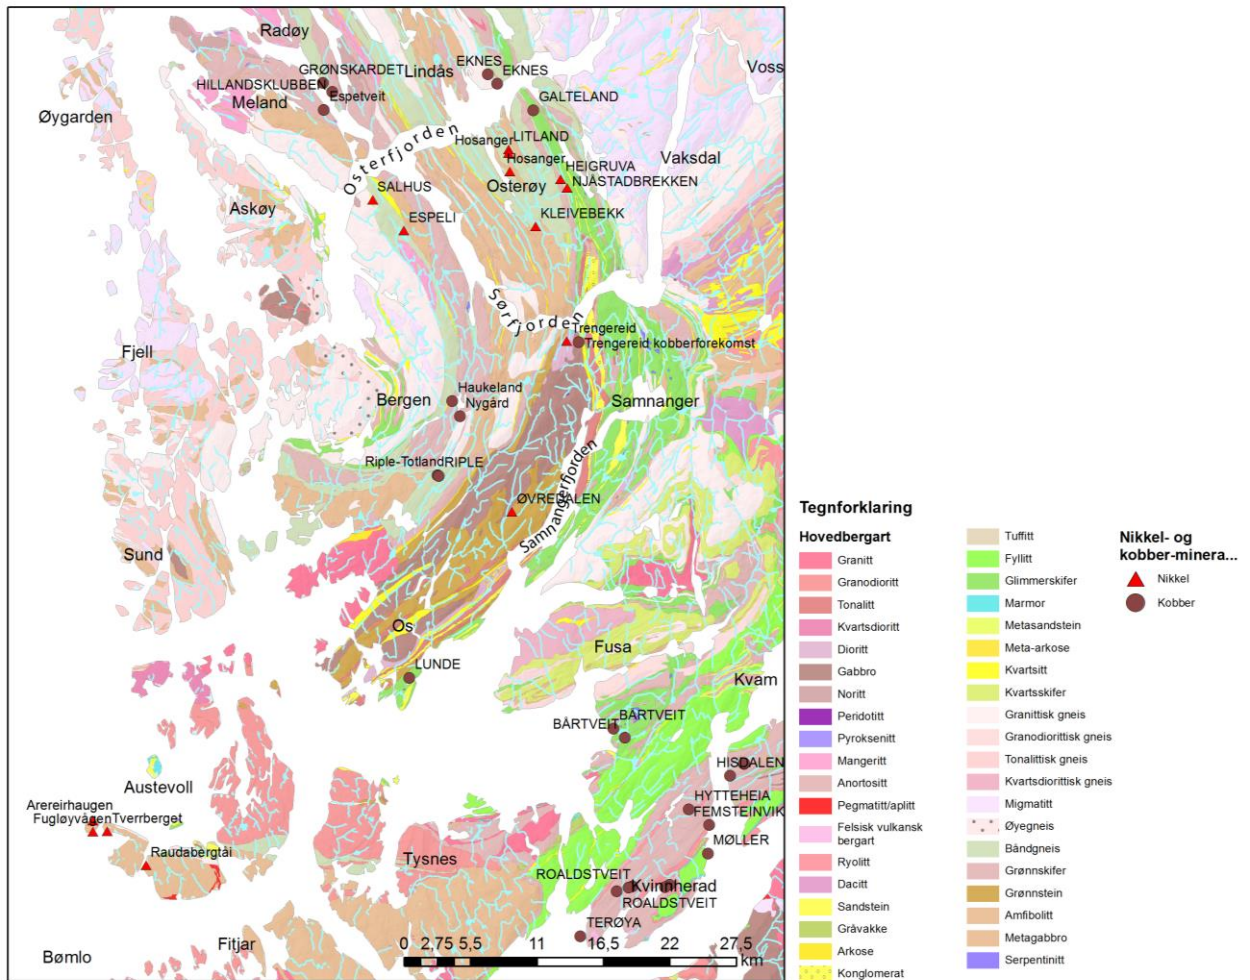 Radøy
Voss
GRØNSKARDET
Lindås
EKNES
EKNES
HILLANDSKLUBBEN
Espetveit
Meland
GALTELAND
Øygarden
Osterfjorden
Hosanger
LITLAND
Hosanger
HEIGRUVA
Vaksdal
NJÅSTADBREKKEN
Osterøy
SALHUS
Askøy
ESPELI
KLEIVEBEKK
Sørfjorden
Trengereid
Trengereid kobberforekomst
Fjell
Haukeland
Bergen
Nygård
Samnanger
Riple-Totland
RIPLE
Samnangerfjorden
ØVREDALEN
Sund
Os
Fusa
LUNDE
Kvam
BÅRTVEIT
BÅRTVEIT
HISDALEN
Austevoll
HYTTEHEIA
FEMSTEINVIK
Arereirhaugen
Fugløyvågen
Tverrberget
MØLLER
Raudabergtåi
Tysnes
ROALDSTVEIT
Kvinnherad
ROALDSTVEIT
TERØYA
Fitjar
Bømlo
0 2,75 5,5 11 16,5 22 27,5
km
Tegnforklaring
Hovedbergart
Granitt
Granodioritt
Tonalitt
Kvartsdioritt
Dioritt
Gabbro
Noritt
Peridotitt
Pyroksenitt
Mangeritt
Anortositt
Pegmatitt/aplitt
Felsisk vulkansk
bergart
Ryolitt
Dacitt
Sandstein
Gråvakke
Arkose
Konglomerat
Tuffitt
Fyllitt
Glimmerskifer
Marmor
Metasandstein
Meta-arkose
Kvartsitt
Kvartsskifer
Granittisk gneis
Granodiorittisk gneis
Tonalittisk gneis
Kvartsdiorittisk gneis
Migmatitt
Øyegneis
Båndgneis
Grønnskifer
Grønnstein
Amfibolitt
Metagabbro
Serpentinitt
Nikkel- og
kobber-minera...
Nikkel
Kobber